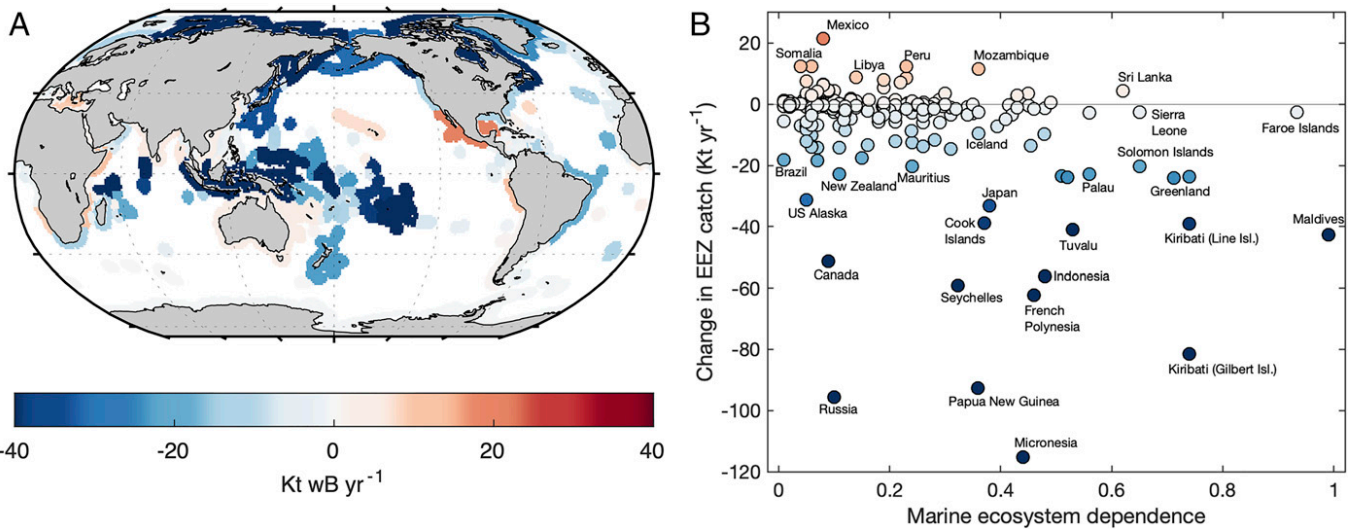 A
-40
-20
0
20
40
Kt wB yr⁻¹
B
Change in EEZ catch (Kt yr⁻¹)
20
0
-20
-40
-60
-80
-100
-120
Mexico
Somalia
Libya
Peru
Mozambique
Sri Lanka
Sierra
Leone
Faroe Islands
Iceland
Solomon Islands
Brazil
New Zealand
Mauritius
Palau
Greenland
US Alaska
Japan
Cook
Islands
Tuvalu
Kiribati (Line Isl.)
Maldives
Canada
Seychelles
Indonesia
French
Polynesia
Kiribati (Gilbert Isl.)
Russia
Papua New Guinea
Micronesia
0
0.2
0.4
0.6
0.8
1
Marine ecosystem dependence